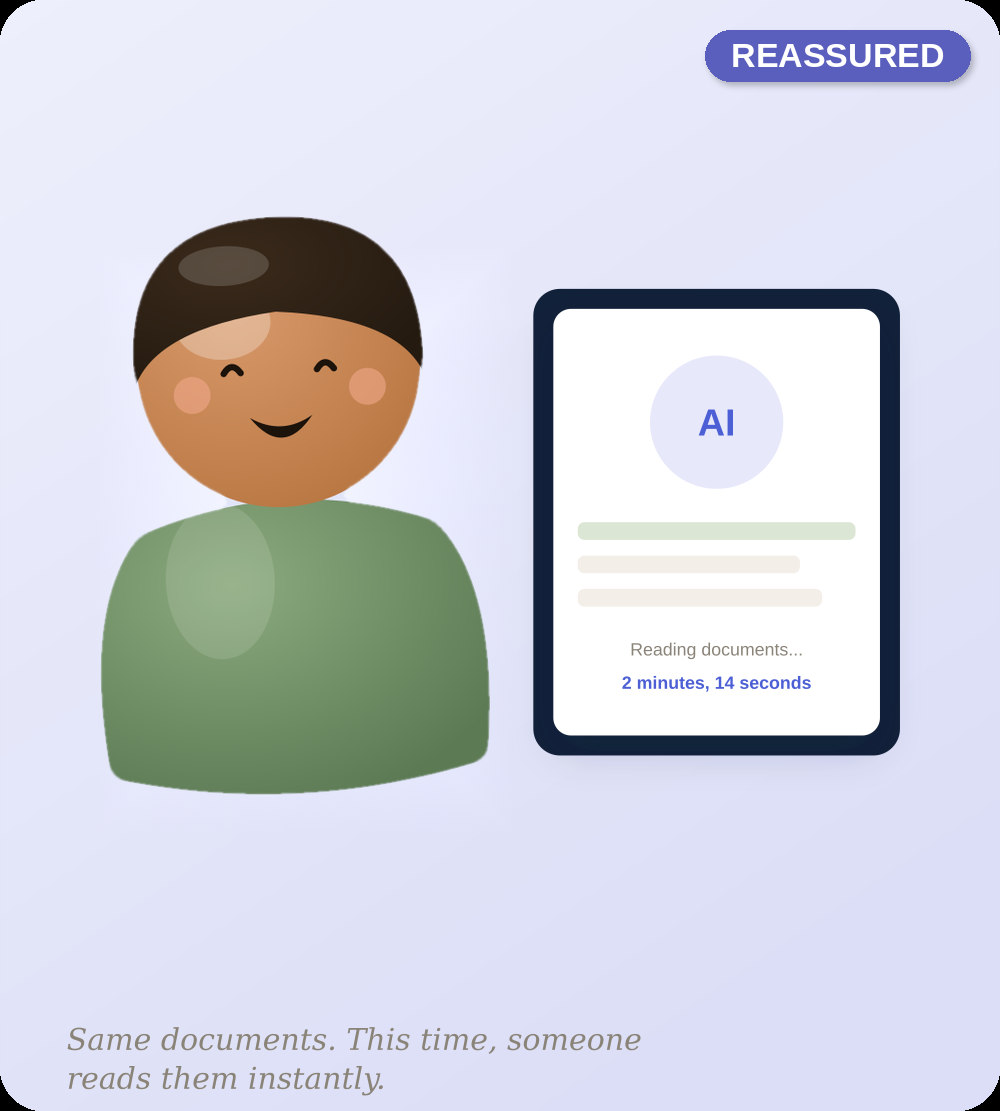 REASSURED
AI
Reading documents...
2 minutes, 14 seconds
Same documents. This time, someone
reads them instantly.